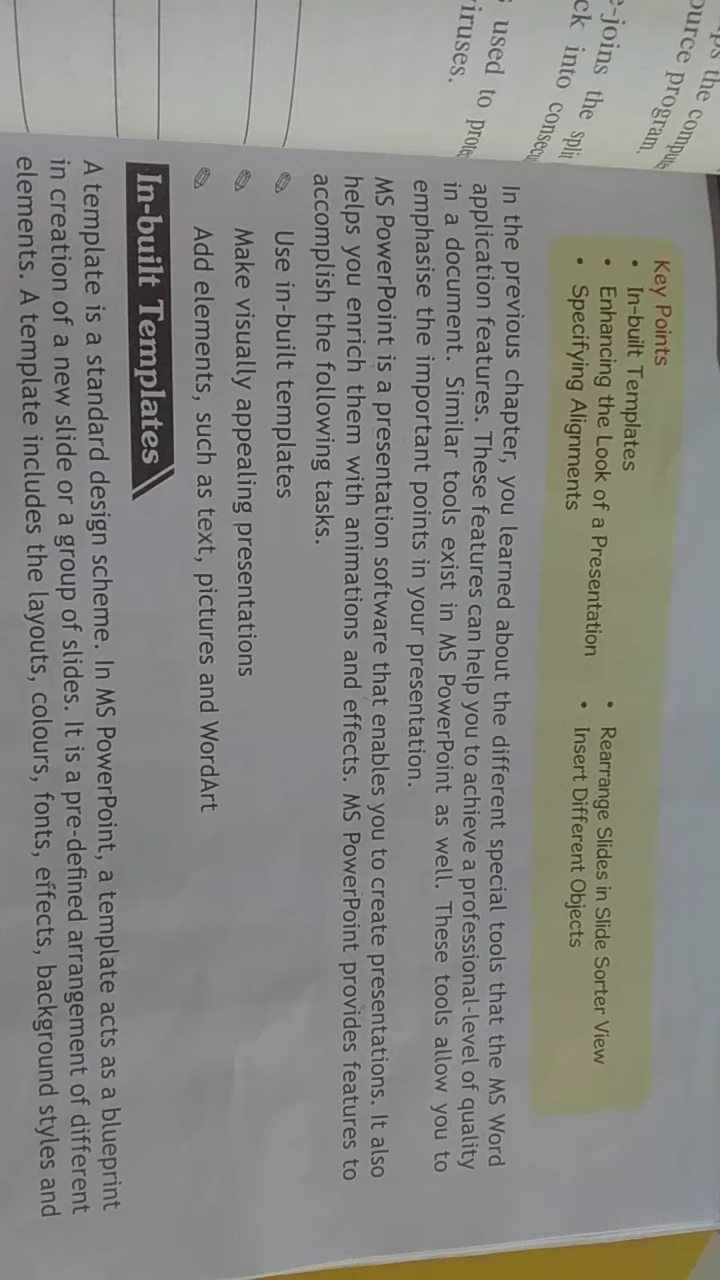 ps the
ource program.
e-joins the
ck into
used to
iruses.
Key Points
• In-built Templates
• Enhancing the Look of a Presentation
• Specifying Alignments
• Rearrange Slides in Slide Sorter View
• Insert Different Objects
In the previous chapter, you learned about the different special tools that the MS Word
application features. These features can help you to achieve a professional-level of quality
in a document. Similar tools exist in MS PowerPoint as well. These tools allow you to
emphasise the important points in your presentation.
MS PowerPoint is a presentation software that enables you to create presentations. It also
helps you enrich them with animations and effects. MS PowerPoint provides features to
accomplish the following tasks.
Use in-built templates
Make visually appealing presentations
Add elements, such as text, pictures and WordArt
In-built Templates
A template is a standard design scheme. In MS PowerPoint, a template acts as a blueprint
in creation of a new slide or a group of slides. It is a pre-defined arrangement of different
elements. A template includes the layouts, colours, fonts, effects, background styles and